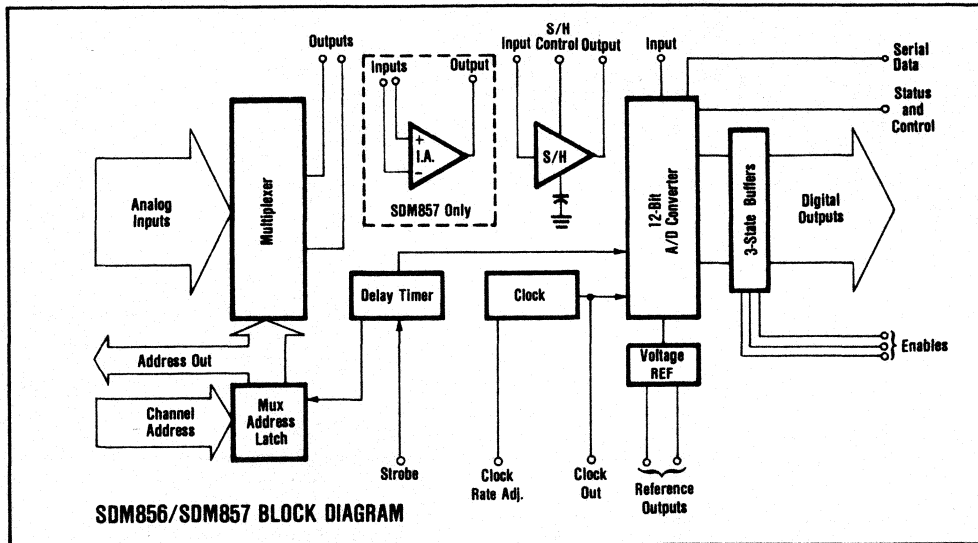 Outputs
Inputs
Output
S/H
Input Control Output
Input
Serial
Data
Status
and
Control
Analog
Inputs
Multiplexer
+
I.A.
−
SDM857 Only
S/H
12-Bit
A/D Converter
3-State Buffers
Digital
Outputs
Delay Timer
Clock
Address Out
Voltage
REF
Enables
Channel
Address
Mux
Address
Latch
Strobe
Clock
Rate Adj.
Clock
Out
Reference
Outputs
SDM856/SDM857 BLOCK DIAGRAM